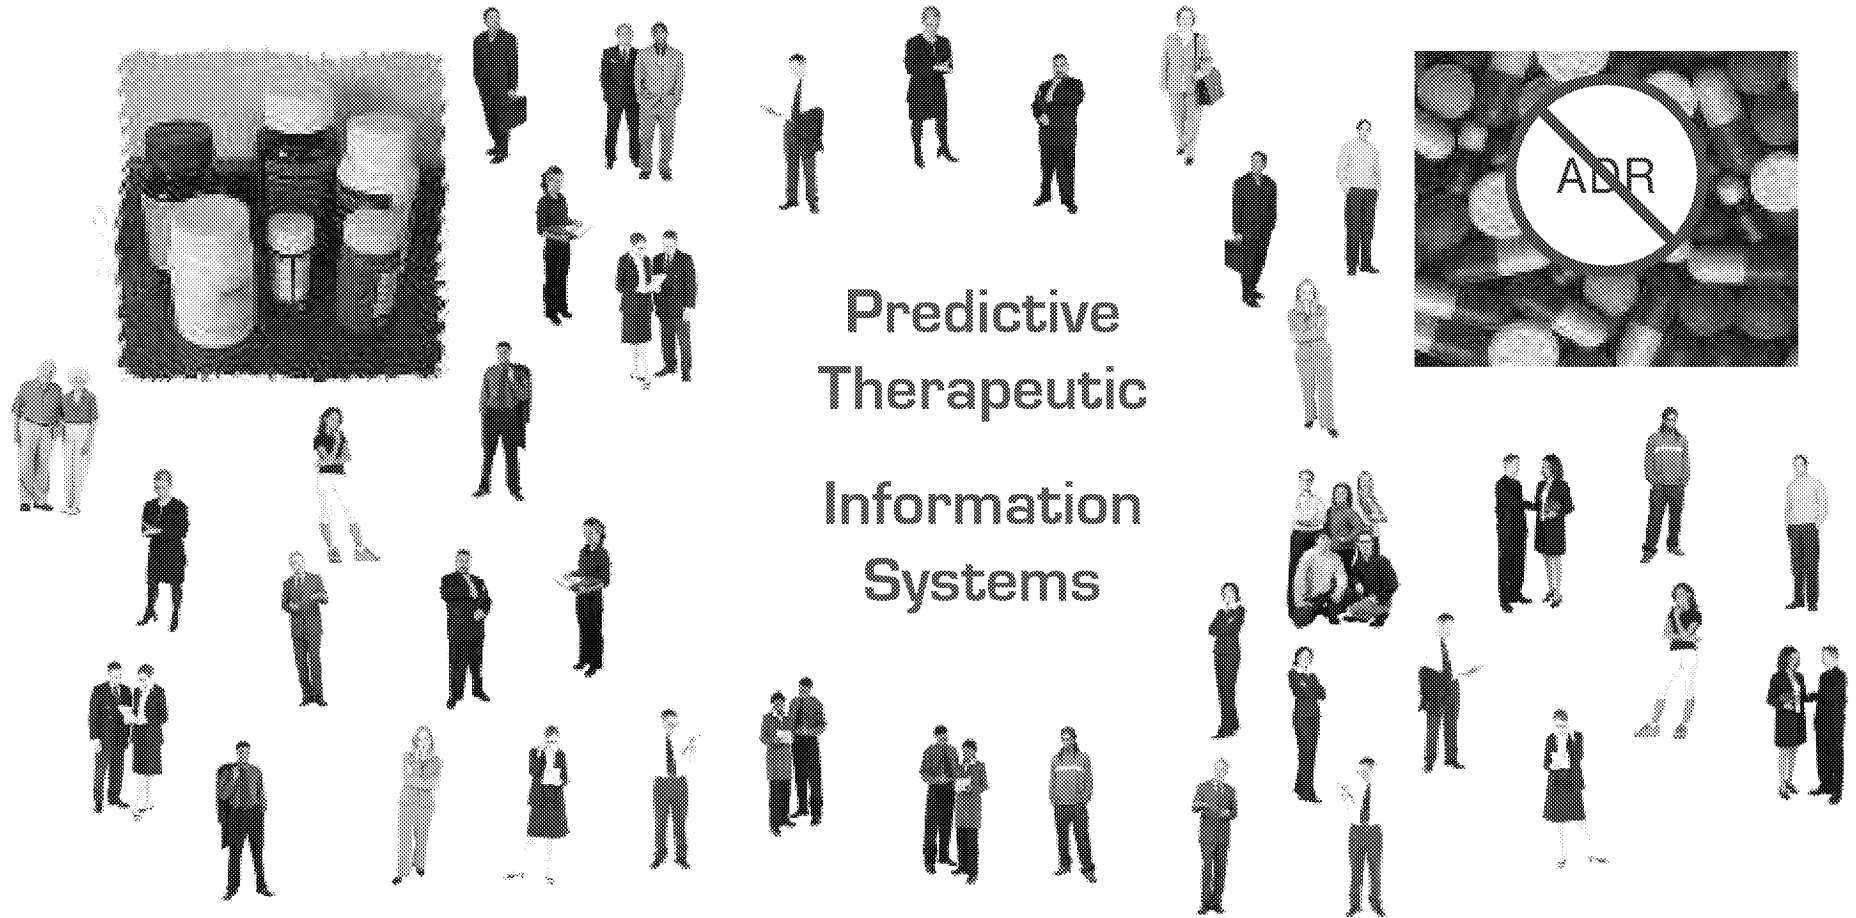 Predictive
Therapeutic
Information
Systems
ADR